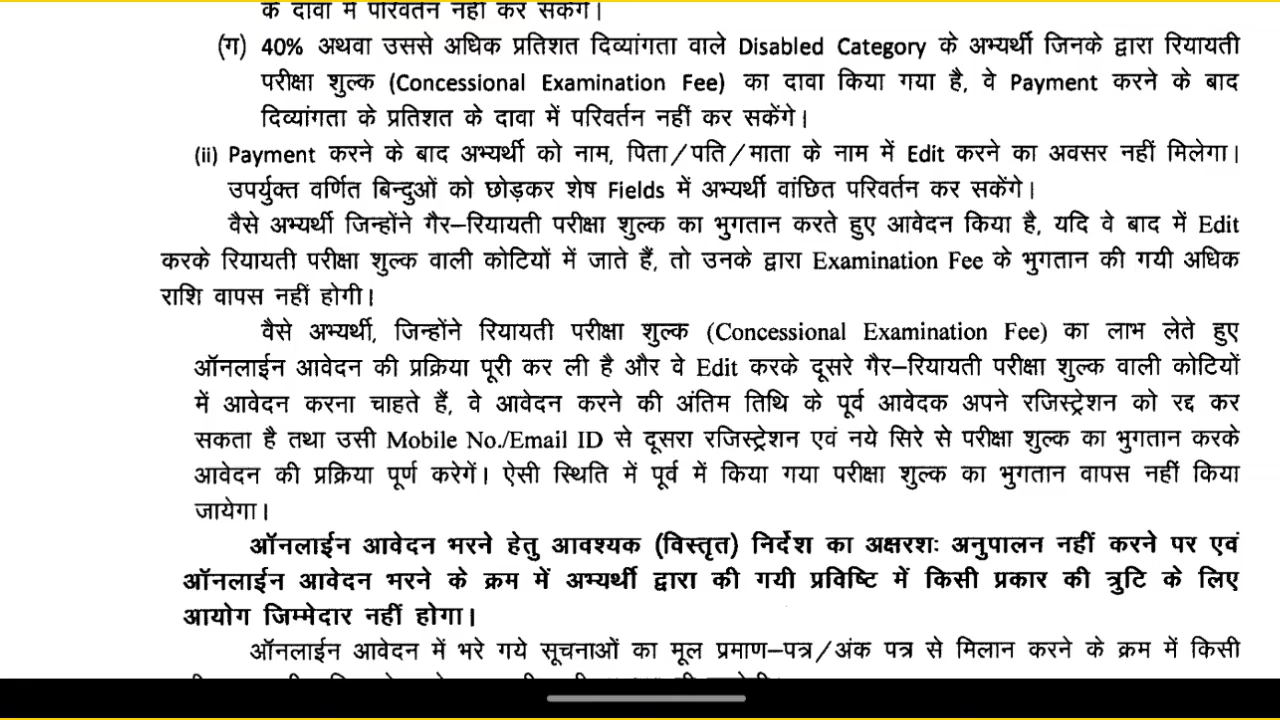 के दावा में परिवर्तन नहीं कर सकेंगे।
(ग) 40% अथवा उससे अधिक प्रतिशत दिव्यांगता वाले Disabled Category के अभ्यर्थी जिनके द्वारा रियायती
परीक्षा शुल्क (Concessional Examination Fee) का दावा किया गया है, वे Payment करने के बाद
दिव्यांगता के प्रतिशत के दावा में परिवर्तन नहीं कर सकेंगे।
(ii) Payment करने के बाद अभ्यर्थी को नाम, पिता/पति/माता के नाम में Edit करने का अवसर नहीं मिलेगा।
उपर्युक्त वर्णित बिन्दुओं को छोड़कर शेष Fields में अभ्यर्थी वांछित परिवर्तन कर सकेंगे।
वैसे अभ्यर्थी जिन्होंने गैर–रियायती परीक्षा शुल्क का भुगतान करते हुए आवेदन किया है, यदि वे बाद में Edit
करके रियायती परीक्षा शुल्क वाली कोटियों में जाते हैं, तो उनके द्वारा Examination Fee के भुगतान की गयी अधिक
राशि वापस नहीं होगी।
वैसे अभ्यर्थी, जिन्होंने रियायती परीक्षा शुल्क (Concessional Examination Fee) का लाभ लेते हुए
ऑनलाईन आवेदन की प्रक्रिया पूरी कर ली है और वे Edit करके दूसरे गैर–रियायती परीक्षा शुल्क वाली कोटियों
में आवेदन करना चाहते हैं, वे आवेदन करने की अंतिम तिथि के पूर्व आवेदक अपने रजिस्ट्रेशन को रद्द कर
सकता है तथा उसी Mobile No./Email ID से दूसरा रजिस्ट्रेशन एवं नये सिरे से परीक्षा शुल्क का भुगतान करके
आवेदन की प्रक्रिया पूर्ण करेगें। ऐसी स्थिति में पूर्व में किया गया परीक्षा शुल्क का भुगतान वापस नहीं किया
जायेगा।
ऑनलाईन आवेदन भरने हेतु आवश्यक (विस्तृत) निर्देश का अक्षरशः अनुपालन नहीं करने पर एवं
ऑनलाईन आवेदन भरने के क्रम में अभ्यर्थी द्वारा की गयी प्रविष्टि में किसी प्रकार की त्रुटि के लिए
आयोग जिम्मेदार नहीं होगा।
ऑनलाईन आवेदन में भरे गये सूचनाओं का मूल प्रमाण–पत्र/अंक पत्र से मिलान करने के क्रम में किसी